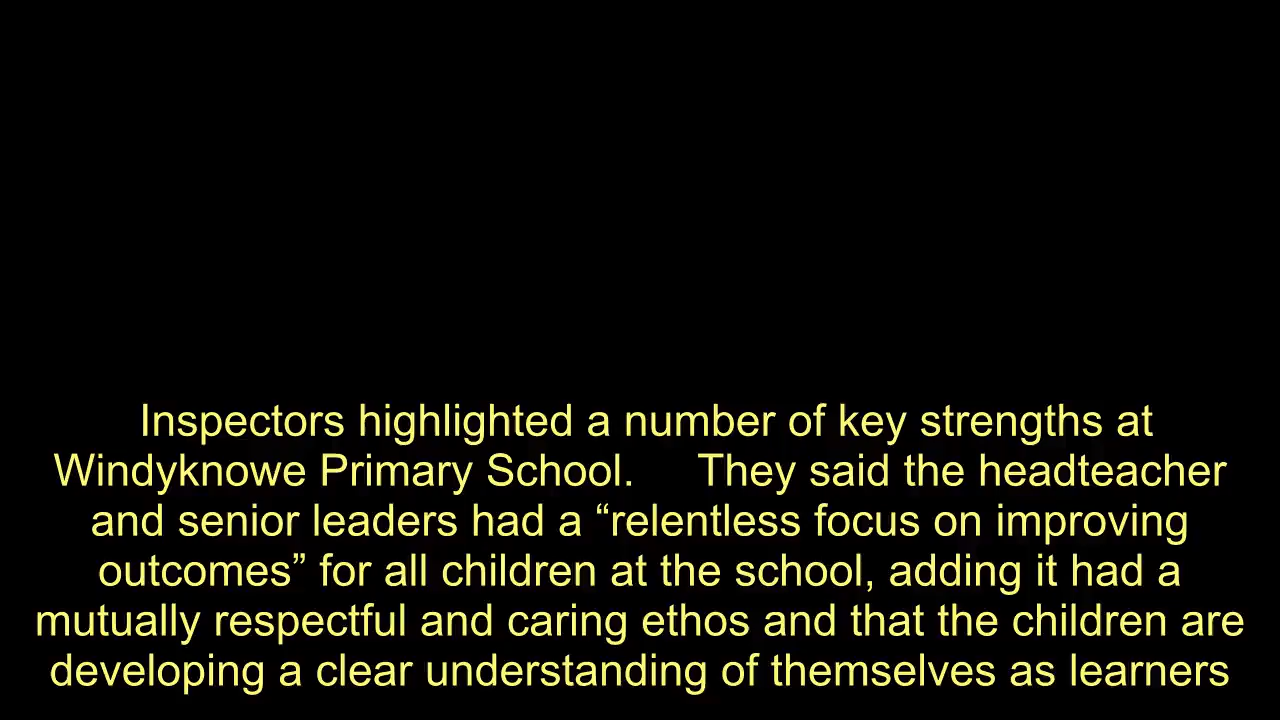 Inspectors highlighted a number of key strengths at
Windyknowe Primary School.     They said the headteacher
and senior leaders had a “relentless focus on improving
outcomes” for all children at the school, adding it had a
mutually respectful and caring ethos and that the children are
developing a clear understanding of themselves as learners